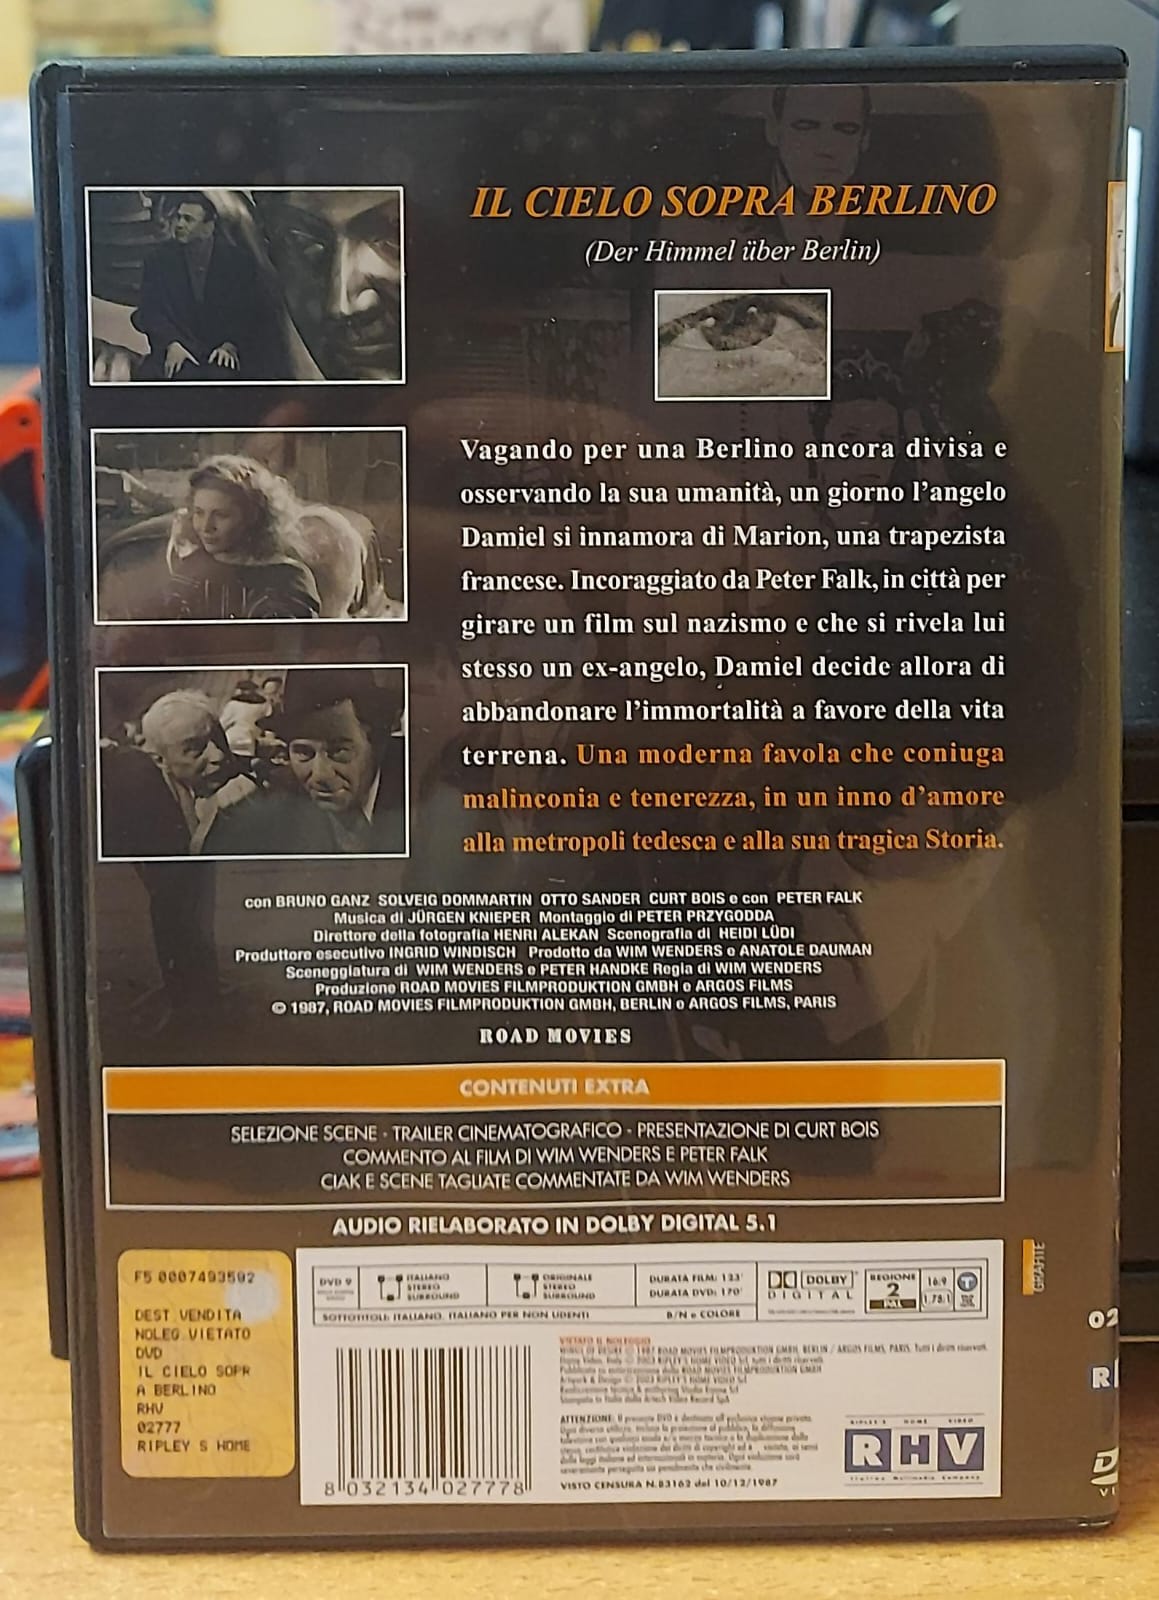 IL CIELO SOPRA BERLINO
(Der Himmel über Berlin)
Vagando per una Berlino ancora divisa e
osservando la sua umanità, un giorno l'angelo
Damiel si innamora di Marion, una trapezista
francese. Incoraggiato da Peter Falk, in città per
girare un film sul nazismo e che si rivela lui
stesso un ex-angelo, Damiel decide allora di
abbandonare l'immortalità a favore della vita
terrena. Una moderna favola che coniuga
malinconia e tenerezza, in un inno d'amore
alla metropoli tedesca e alla sua tragica Storia.
con BRUNO GANZ SOLVEIG DOMMARTIN OTTO SANDER CURT BOIS e con PETER FALK
Musica di JÜRGEN KNIEPER Montaggio di PETER PRZYGODDA
Direttore della fotografia HENRI ALEKAN Scenografia di HEIDI LÜDI
Produttore esecutivo INGRID WINDISCH Prodotto da WIM WENDERS e ANATOLE DAUMAN
Sceneggiatura di WIM WENDERS e PETER HANDKE Regia di WIM WENDERS
Produzione ROAD MOVIES FILMPRODUKTION GMBH e ARGOS FILMS
© 1987, ROAD MOVIES FILMPRODUKTION GMBH, BERLIN e ARGOS FILMS, PARIS
ROAD MOVIES
CONTENUTI EXTRA
SELEZIONE SCENE - TRAILER CINEMATOGRAFICO - PRESENTAZIONE DI CURT BOIS
COMMENTO AL FILM DI WIM WENDERS E PETER FALK
CIAK E SCENE TAGLIATE COMMENTATE DA WIM WENDERS
AUDIO RIELABORATO IN DOLBY DIGITAL 5.1
F5 0007493592
DEST VENDITA
NOLEG.VIETATO
DVD
IL CIELO SOPR
A BERLINO
RHV
02777
RIPLEY S HOME
DVD 9
ITALIANO
STEREO
SURROUND
ORIGINALE
STEREO
SURROUND
DURATA FILM: 123'
DURATA DVD: 170'
DOLBY
DIGITAL
REGIONE
2
PAL
16:9
1.78:1
SOTTOTITOLI: ITALIANO, ITALIANO PER NON UDENTI
B/N e COLORE
VIETATO IL NOLEGGIO
VISTO CENSURA N.83162 del 10/12/1987
8 032134 027778
RIPLEY'S HOME VIDEO
RHV
GRAFITE
02
R